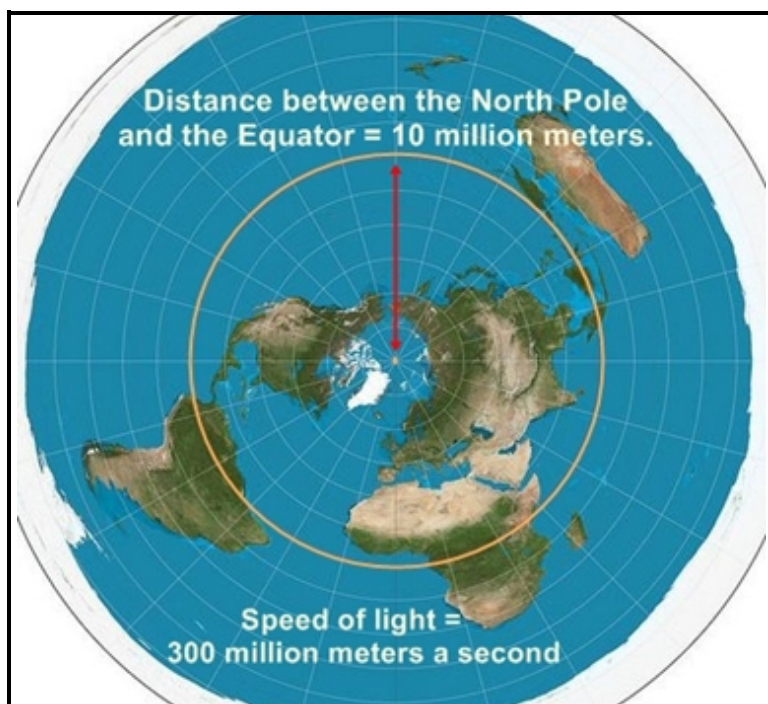 Distance between the North Pole
and the Equator = 10 million meters.
Speed of light =
300 million meters a second